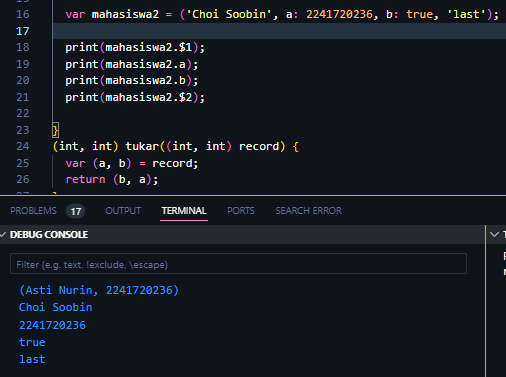 16 var mahasiswa2 = ('Choi Soobin', a: 2241720236, b: true, 'last');
17
18 print(mahasiswa2.$1);
19 print(mahasiswa2.a);
20 print(mahasiswa2.b);
21 print(mahasiswa2.$2);
22
23 }
24 (int, int) tukar((int, int) record) {
25 var (a, b) = record;
26 return (b, a);
PROBLEMS 17 OUTPUT TERMINAL PORTS SEARCH ERROR
DEBUG CONSOLE
Filter (e.g. text, !exclude, \escape)
(Asti Nurin, 2241720236)
Choi Soobin
2241720236
true
last